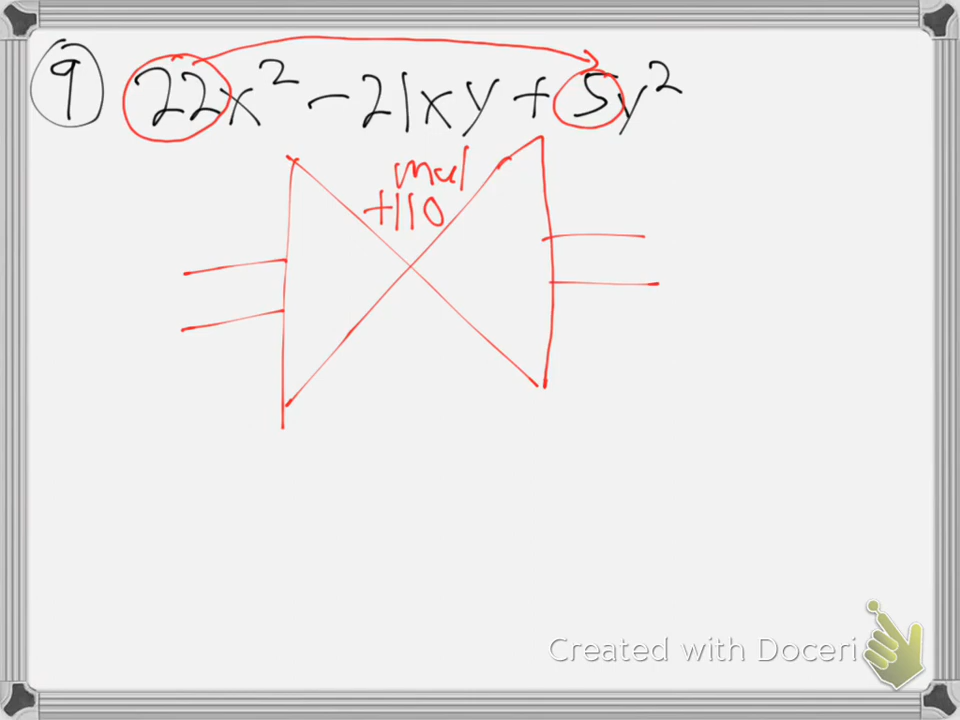 ⑨ 22x² - 21xy + 5y²
mul
+110
Created with Doceri